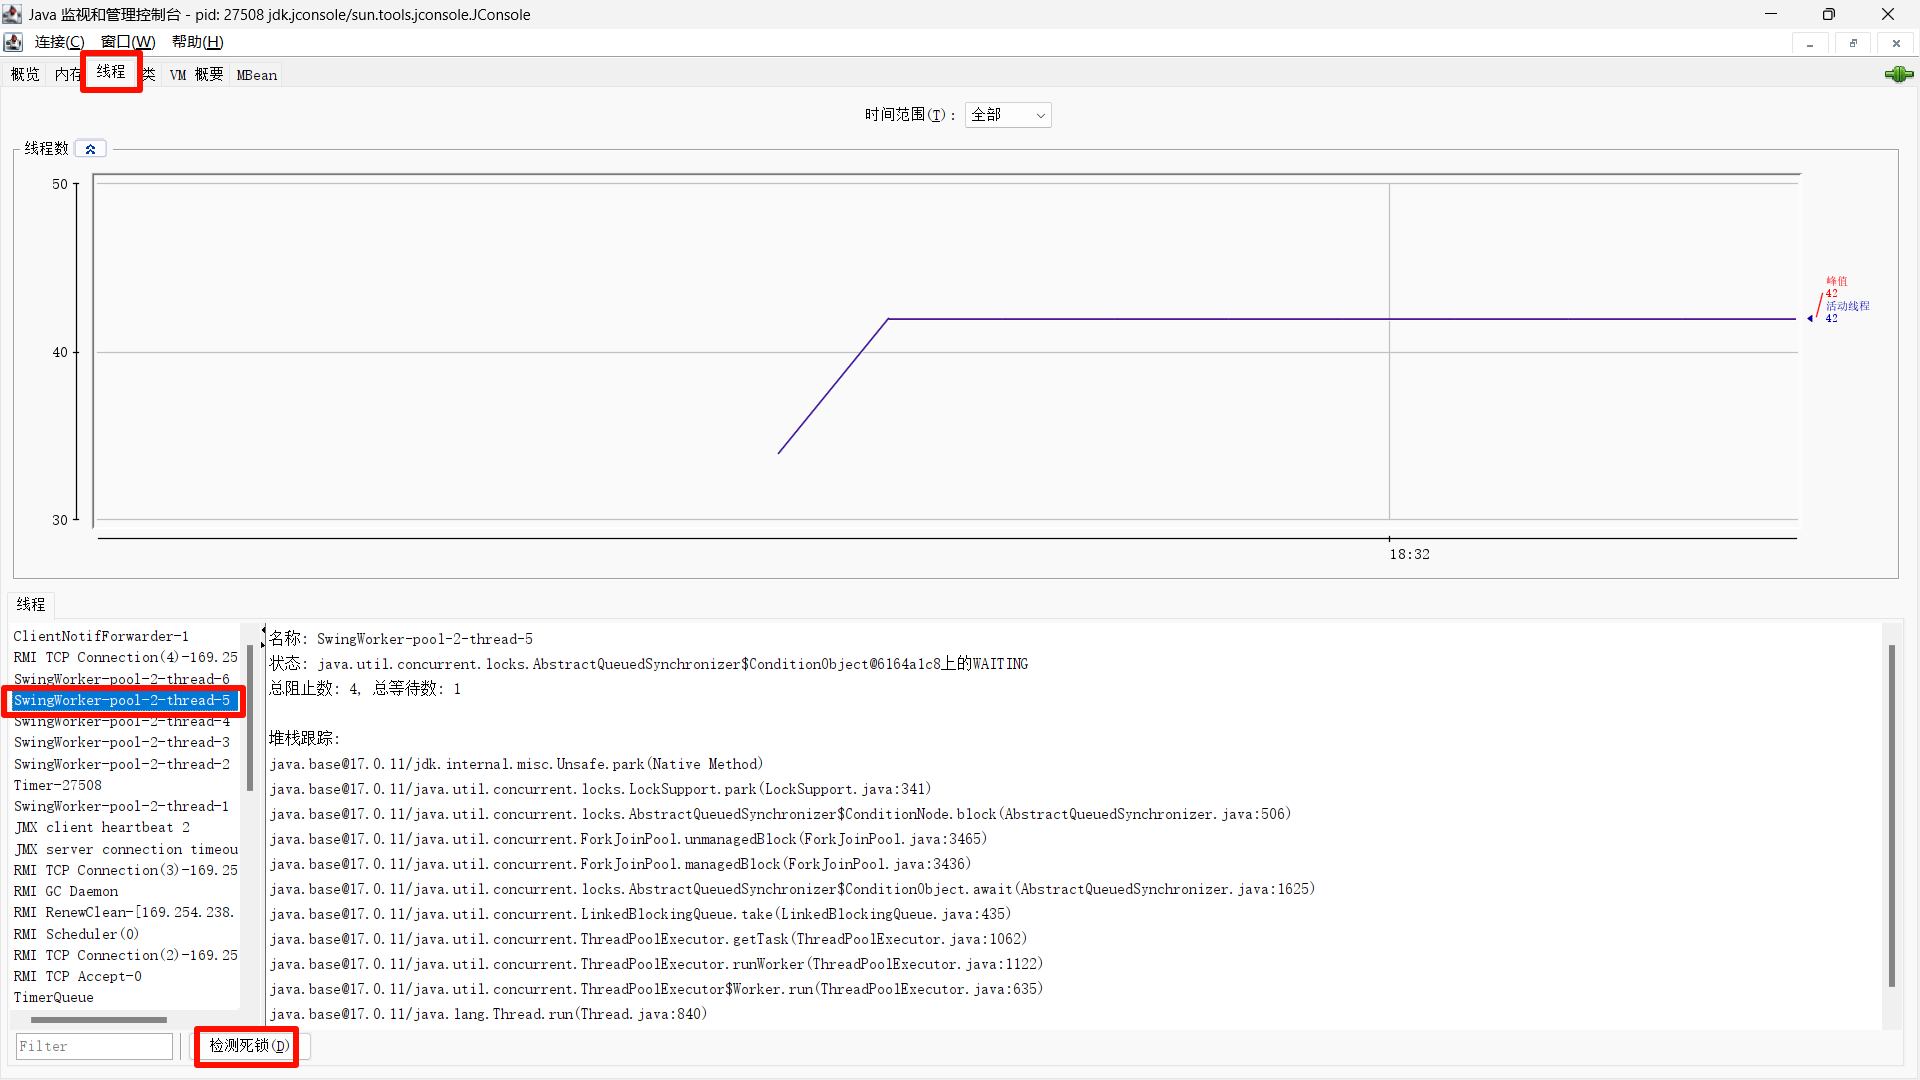 Java 监视和管理控制台 - pid: 27508 jdk.jconsole/sun.tools.jconsole.JConsole
连接(C) 窗口(W) 帮助(H)
概览 内存 线程 类 VM 概要 MBean
时间范围(T): 全部
线程数
50
40
30
18:32
峰值
42
活动线程
42
线程
ClientNotifForwarder-1
RMI TCP Connection(4)-169.25
SwingWorker-pool-2-thread-6
SwingWorker-pool-2-thread-5
SwingWorker-pool-2-thread-4
SwingWorker-pool-2-thread-3
SwingWorker-pool-2-thread-2
Timer-27508
SwingWorker-pool-2-thread-1
JMX client heartbeat 2
JMX server connection timeou
RMI TCP Connection(3)-169.25
RMI GC Daemon
RMI RenewClean-[169.254.238.
RMI Scheduler(0)
RMI TCP Connection(2)-169.25
RMI TCP Accept-0
TimerQueue
名称: SwingWorker-pool-2-thread-5
状态: java.util.concurrent.locks.AbstractQueuedSynchronizer$ConditionObject@6164a1c8上的WAITING
总阻止数: 4, 总等待数: 1
堆栈跟踪:
java.base@17.0.11/jdk.internal.misc.Unsafe.park(Native Method)
java.base@17.0.11/java.util.concurrent.locks.LockSupport.park(LockSupport.java:341)
java.base@17.0.11/java.util.concurrent.locks.AbstractQueuedSynchronizer$ConditionNode.block(AbstractQueuedSynchronizer.java:506)
java.base@17.0.11/java.util.concurrent.ForkJoinPool.unmanagedBlock(ForkJoinPool.java:3465)
java.base@17.0.11/java.util.concurrent.ForkJoinPool.managedBlock(ForkJoinPool.java:3436)
java.base@17.0.11/java.util.concurrent.locks.AbstractQueuedSynchronizer$ConditionObject.await(AbstractQueuedSynchronizer.java:1625)
java.base@17.0.11/java.util.concurrent.LinkedBlockingQueue.take(LinkedBlockingQueue.java:435)
java.base@17.0.11/java.util.concurrent.ThreadPoolExecutor.getTask(ThreadPoolExecutor.java:1062)
java.base@17.0.11/java.util.concurrent.ThreadPoolExecutor.runWorker(ThreadPoolExecutor.java:1122)
java.base@17.0.11/java.util.concurrent.ThreadPoolExecutor$Worker.run(ThreadPoolExecutor.java:635)
java.base@17.0.11/java.lang.Thread.run(Thread.java:840)
Filter
检测死锁(D)